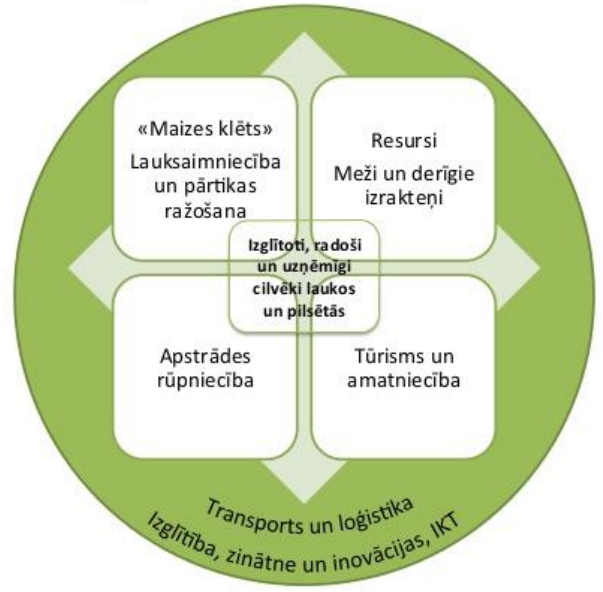 «Maizes klēts»
Lauksaimniecība
un pārtikas
ražošana
Resursi
Meži un derīgie
izrakteņi
Izglītoti, radoši
un uzņēmīgi
cilvēki laukos
un pilsētās
Apstrādes
rūpniecība
Tūrisms un
amatniecība
Transports un loģistika
Izglītība, zinātne un inovācijas, IKT